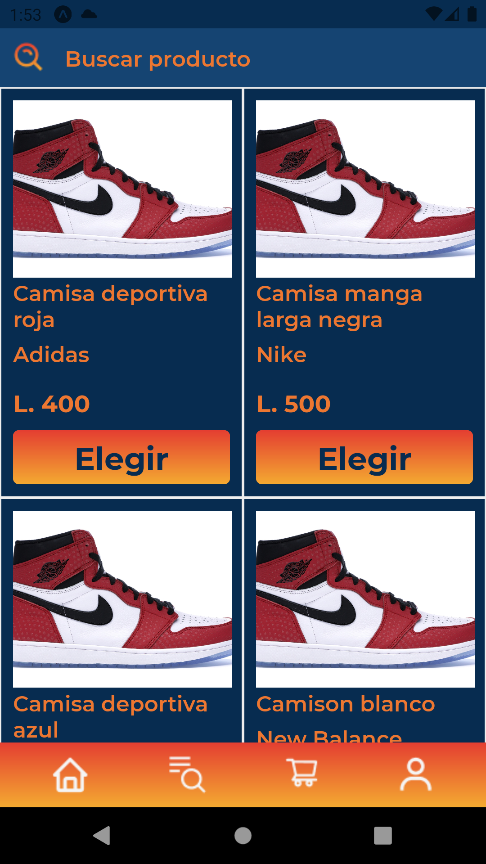 1:53
Buscar producto
Camisa deportiva
roja
Adidas
L. 400
Elegir
Camisa manga
larga negra
Nike
L. 500
Elegir
Camisa deportiva
azul
Camison blanco
New Balance